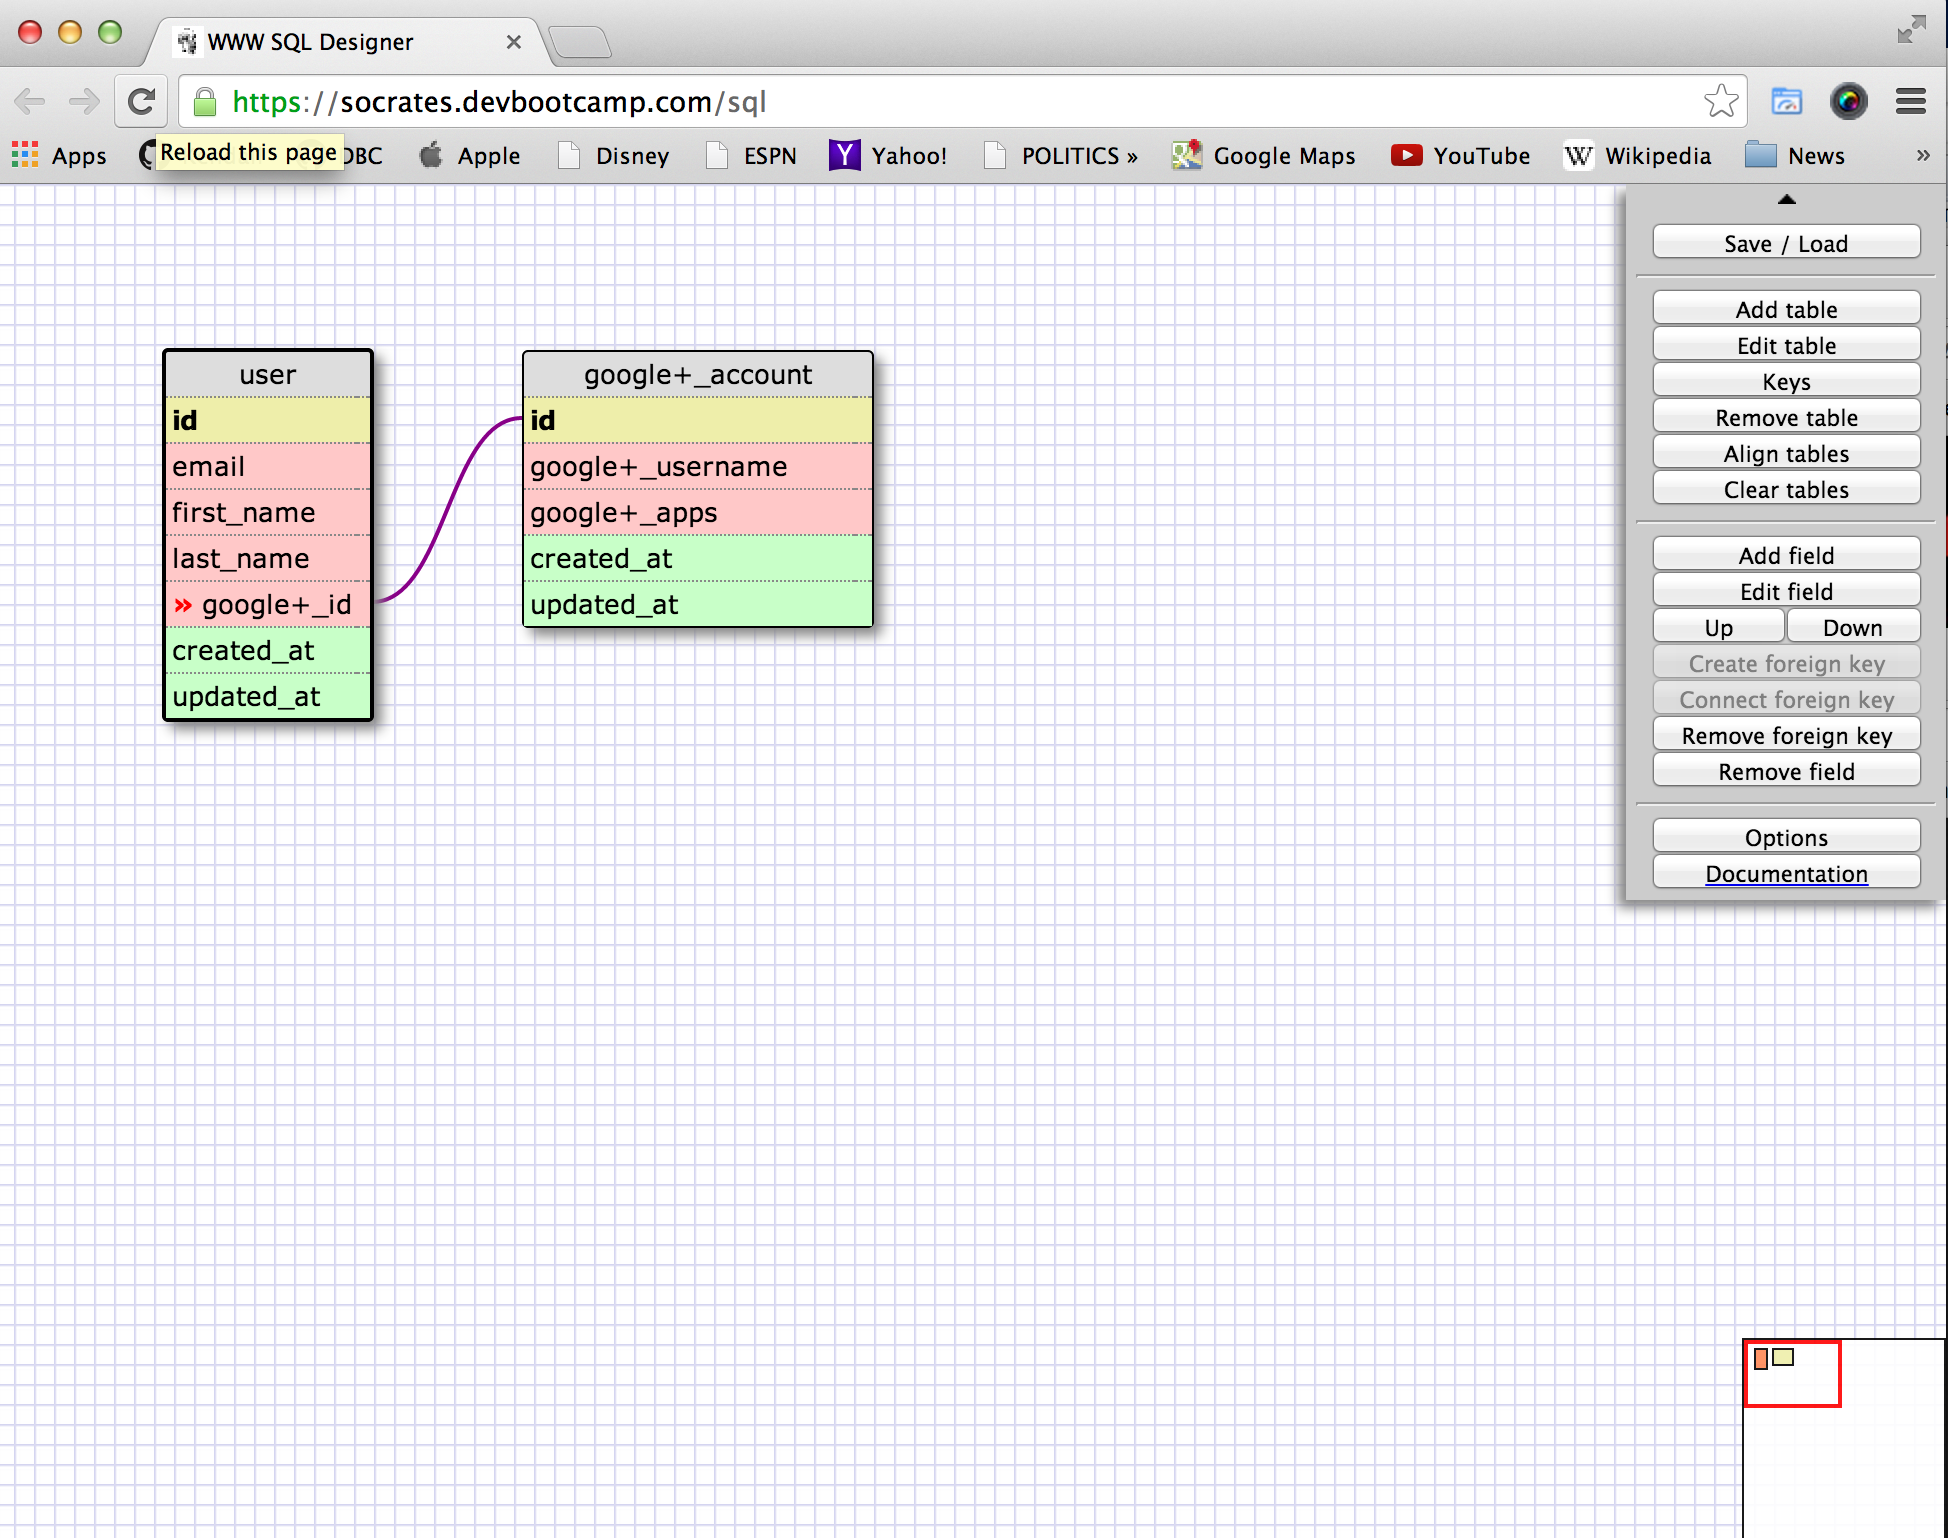 WWW SQL Designer
https://socrates.devbootcamp.com/sql
Apps Reload this page DBC Apple Disney ESPN Yahoo! POLITICS » Google Maps YouTube Wikipedia News »
Save / Load
Add table
Edit table
Keys
Remove table
Align tables
Clear tables
Add field
Edit field
Up Down
Create foreign key
Connect foreign key
Remove foreign key
Remove field
Options
Documentation
user
id
email
first_name
last_name
» google+_id
created_at
updated_at
google+_account
id
google+_username
google+_apps
created_at
updated_at